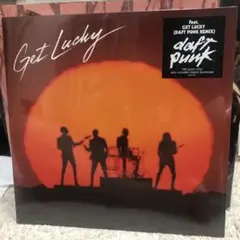 Get Lucky
feat.
GET LUCKY
(DAFT PUNK REMIX)
daft
punk